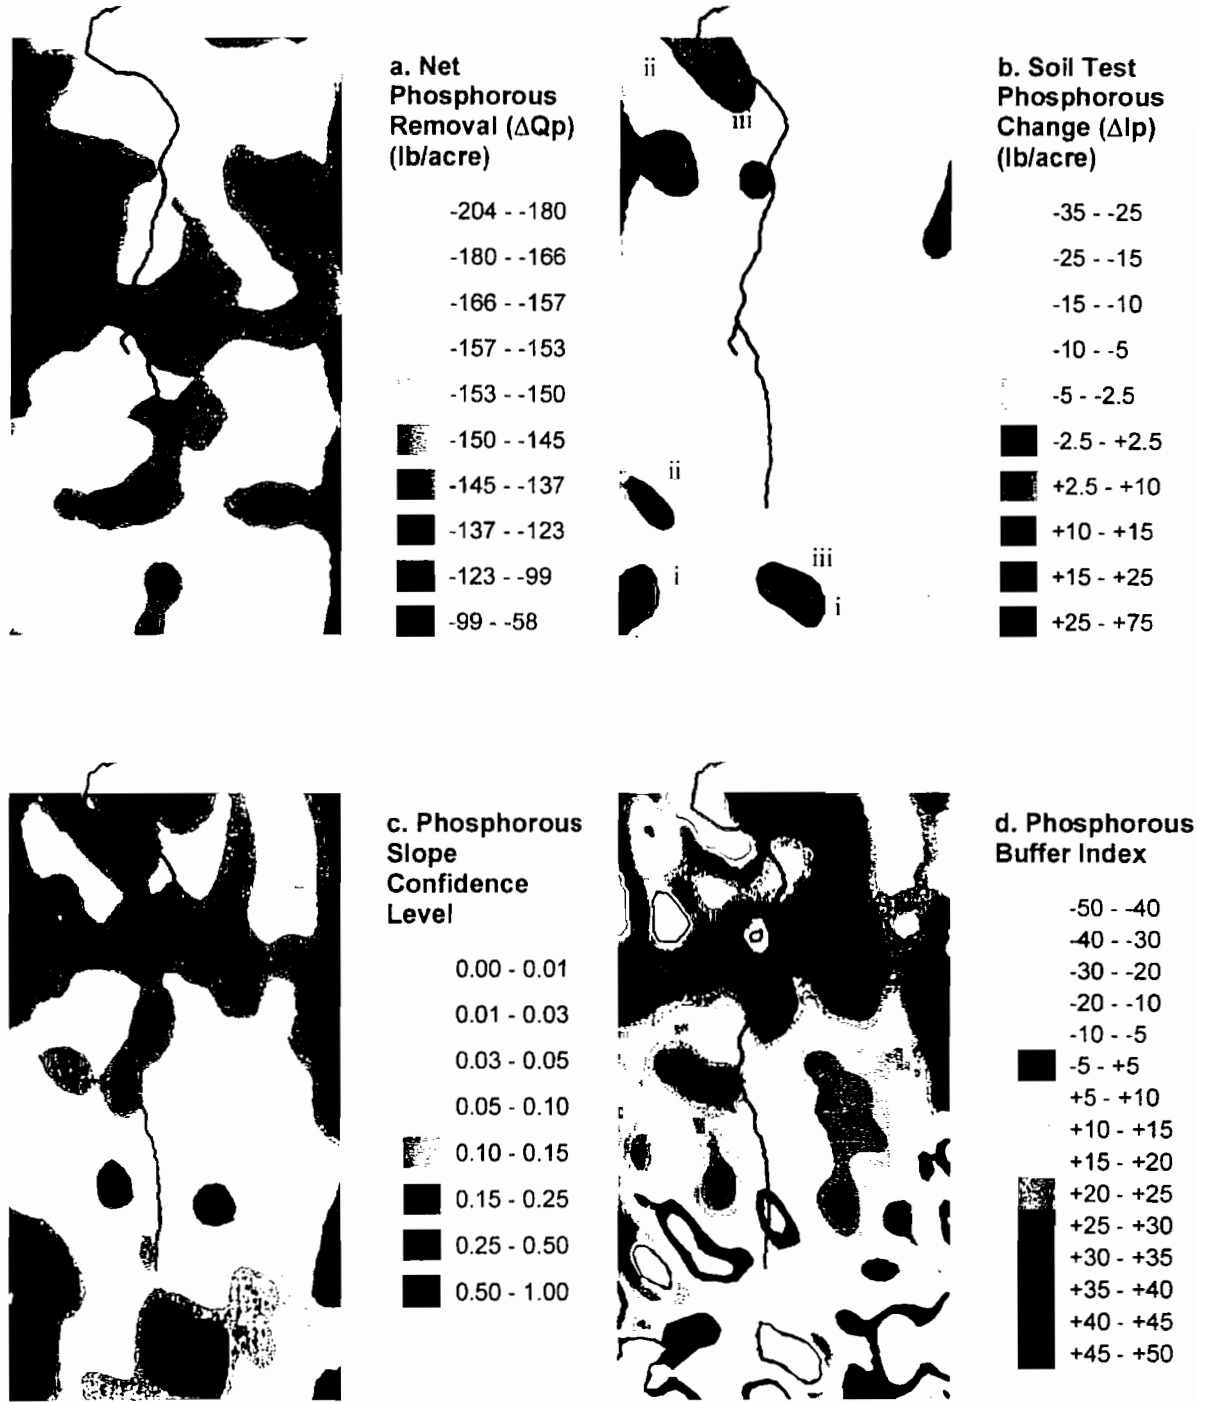 a. Net
Phosphorous
Removal (ΔQp)
(lb/acre)
-204 - -180
-180 - -166
-166 - -157
-157 - -153
-153 - -150
-150 - -145
-145 - -137
-137 - -123
-123 - -99
-99 - -58
ii
iii
ii
iii
i
i
b. Soil Test
Phosphorous
Change (ΔIp)
(lb/acre)
-35 - -25
-25 - -15
-15 - -10
-10 - -5
-5 - -2.5
-2.5 - +2.5
+2.5 - +10
+10 - +15
+15 - +25
+25 - +75
c. Phosphorous
Slope
Confidence
Level
0.00 - 0.01
0.01 - 0.03
0.03 - 0.05
0.05 - 0.10
0.10 - 0.15
0.15 - 0.25
0.25 - 0.50
0.50 - 1.00
d. Phosphorous
Buffer Index
-50 - -40
-40 - -30
-30 - -20
-20 - -10
-10 - -5
-5 - +5
+5 - +10
+10 - +15
+15 - +20
+20 - +25
+25 - +30
+30 - +35
+35 - +40
+40 - +45
+45 - +50